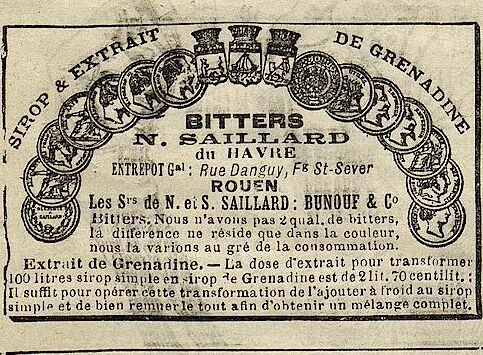 SIROP & EXTRAIT DE GRENADINE
BITTERS
N. SAILLARD
du HAVRE
ENTREPOT Gal : Rue Danguy, Fg St-Sever
ROUEN
Les Srs de N. et S. SAILLARD : BUNOUF & Co
Bitters. Nous n'avons pas 2 qual. de bitters,
la différence ne réside que dans la couleur,
nous la varions au gré de la consommation.
Extrait de Grenadine. — La dose d'extrait pour transformer
100 litres sirop simple en sirop de Grenadine est de 2 lit. 70 centilit. :
Il suffit pour opérer cette transformation de l'ajouter à froid au sirop
simple et de bien remuer le tout afin d'obtenir un mélange complet.